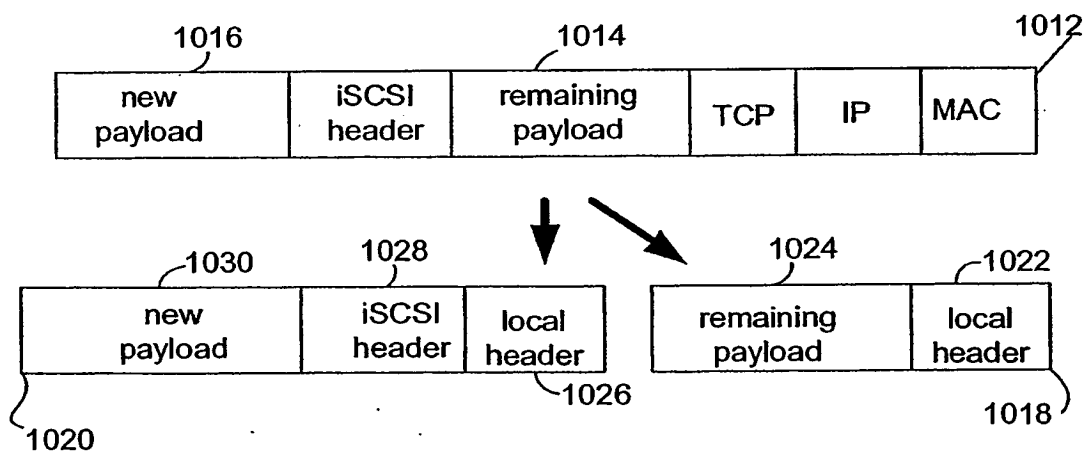 1016
1014
1012
new
payload
iSCSI
header
remaining
payload
TCP
IP
MAC
1030
1028
1024
1022
new
payload
iSCSI
header
local
header
remaining
payload
local
header
1026
1018
1020